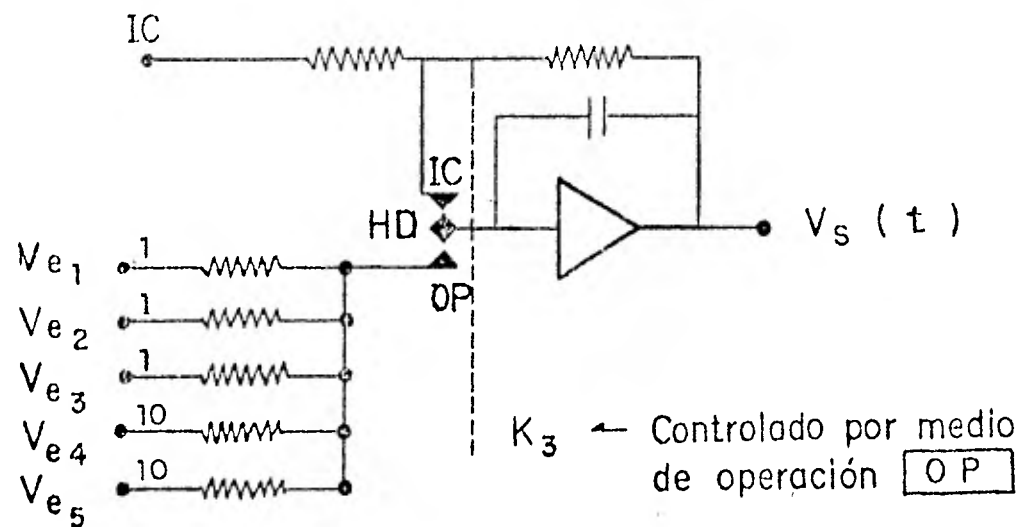 IC
IC
HD
OP
Vs (t)
Ve1 1
Ve2 1
Ve3 1
Ve4 10
Ve5 10
K3 ← Controlado por medio
de operación OP